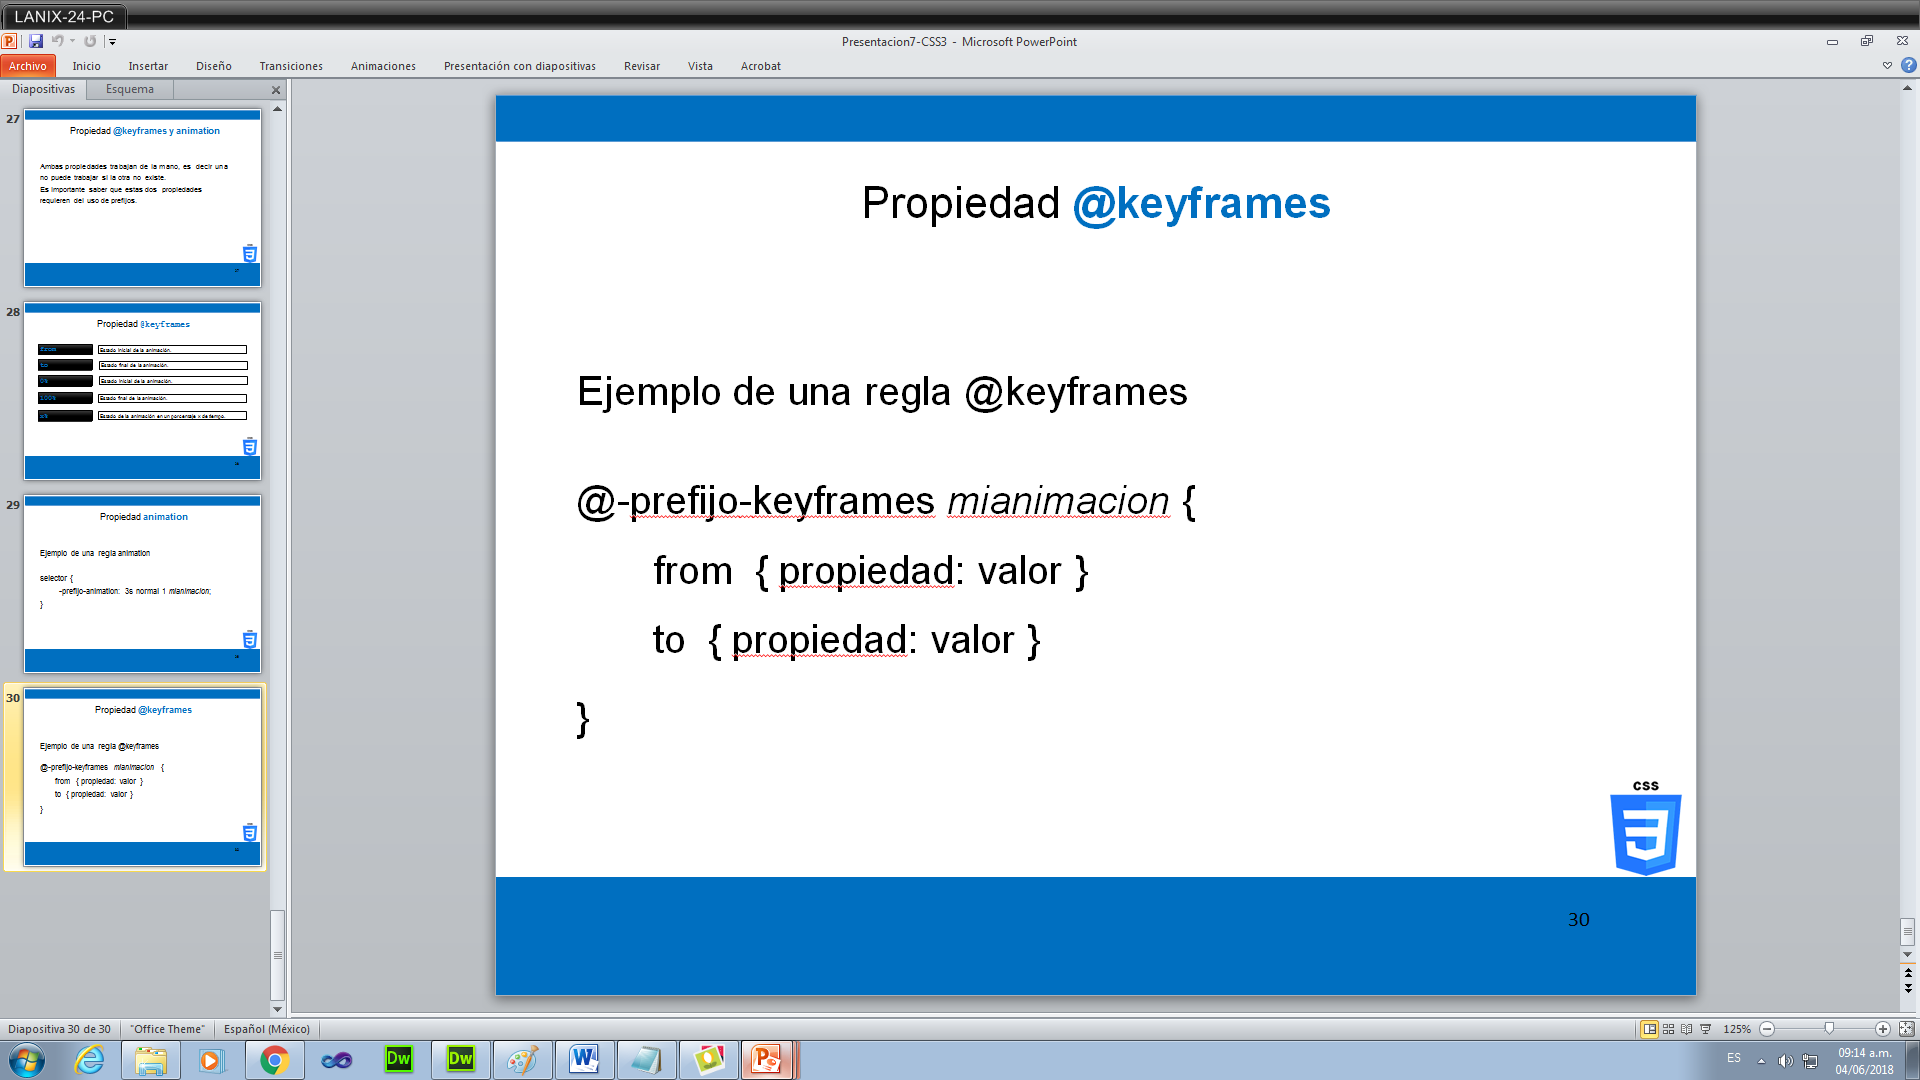 LANIX-24-PC
Presentacion7-CSS3 - Microsoft PowerPoint
Archivo Inicio Insertar Diseño Transiciones Animaciones Presentación con diapositivas Revisar Vista Acrobat
Diapositivas Esquema
27
Propiedad @keyframes y animation
Ambas propiedades trabajan de la mano, es decir una
no puede trabajar si la otra no existe.
Es importante saber que estas dos propiedades
requieren del uso de prefijos.
28
Propiedad @keyframes
from Estado inicial de la animación.
to Estado final de la animación.
0% Estado inicial de la animación.
100% Estado final de la animación.
x% Estado de la animación en un porcentaje x de tiempo.
29
Propiedad animation
Ejemplo de una regla animation
selector {
-prefijo-animation: 3s normal 1 mianimacion;
}
30
Propiedad @keyframes
Ejemplo de una regla @keyframes
@-prefijo-keyframes mianimacion {
from { propiedad: valor }
to { propiedad: valor }
}
Propiedad @keyframes
Ejemplo de una regla @keyframes
@-prefijo-keyframes mianimacion {
from { propiedad: valor }
to { propiedad: valor }
}
CSS
30
Diapositiva 30 de 30 "Office Theme" Español (México) 125%
Dw Dw ES 09:14 a.m.
04/06/2018